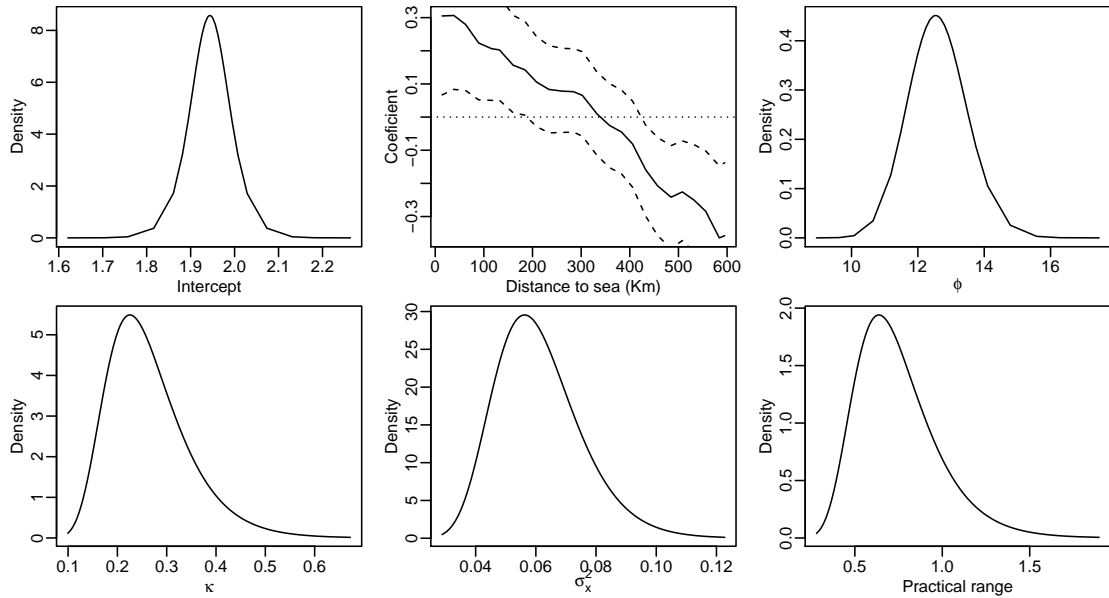 Density
0 2 4 6 8
1.6 1.7 1.8 1.9 2.0 2.1 2.2
Intercept
Coeficient
−0.3 −0.1 0.1 0.3
0 100 200 300 400 500 600
Distance to sea (Km)
Density
0.0 0.1 0.2 0.3 0.4
10 12 14 16
ϕ
Density
0 1 2 3 4 5
0.1 0.2 0.3 0.4 0.5 0.6
κ
Density
0 5 10 15 20 25 30
0.04 0.06 0.08 0.10 0.12
σ²ₓ
Density
0.0 0.5 1.0 1.5 2.0
0.5 1.0 1.5
Practical range